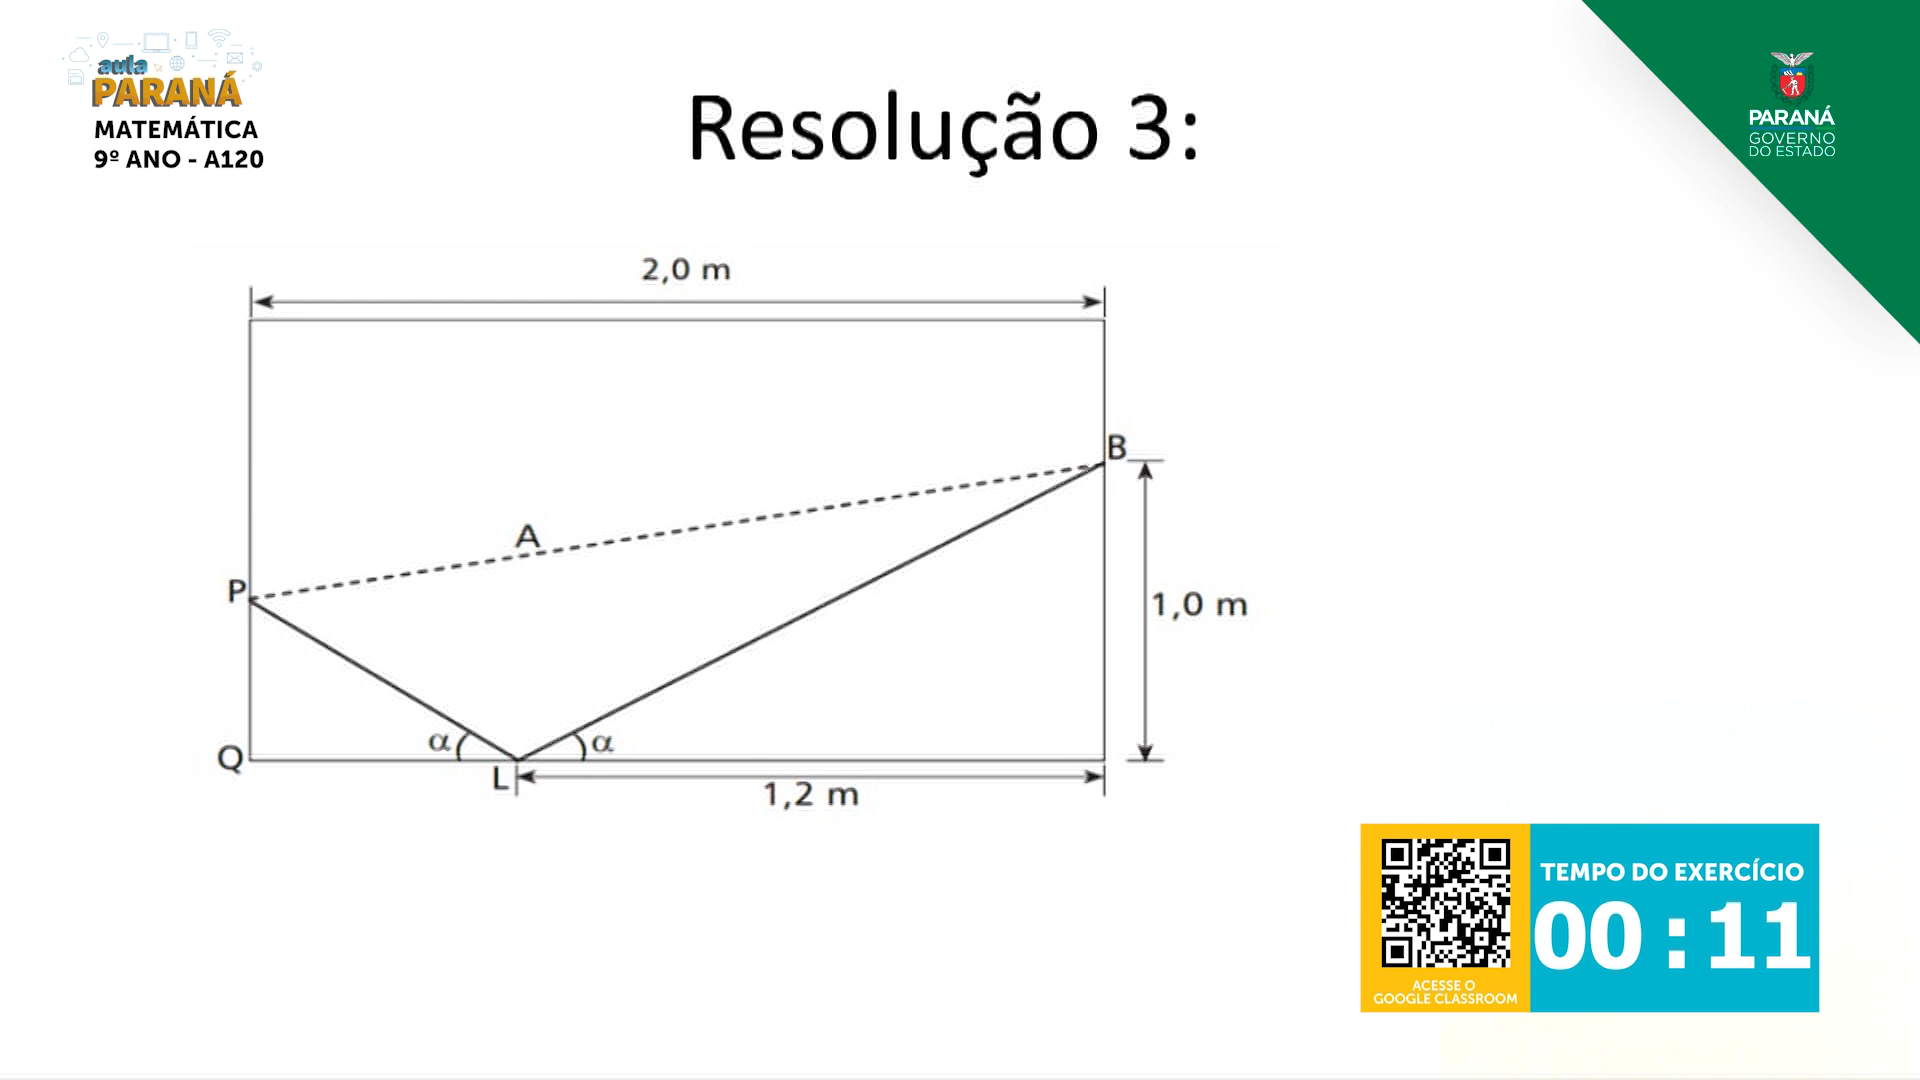 aula
PARANÁ
MATEMÁTICA
9º ANO - A120
Resolução 3:
PARANÁ
GOVERNO
DO ESTADO
2,0 m
B
A
P
1,0 m
α
α
Q
L
1,2 m
TEMPO DO EXERCÍCIO
00 : 11
ACESSE O
GOOGLE CLASSROOM